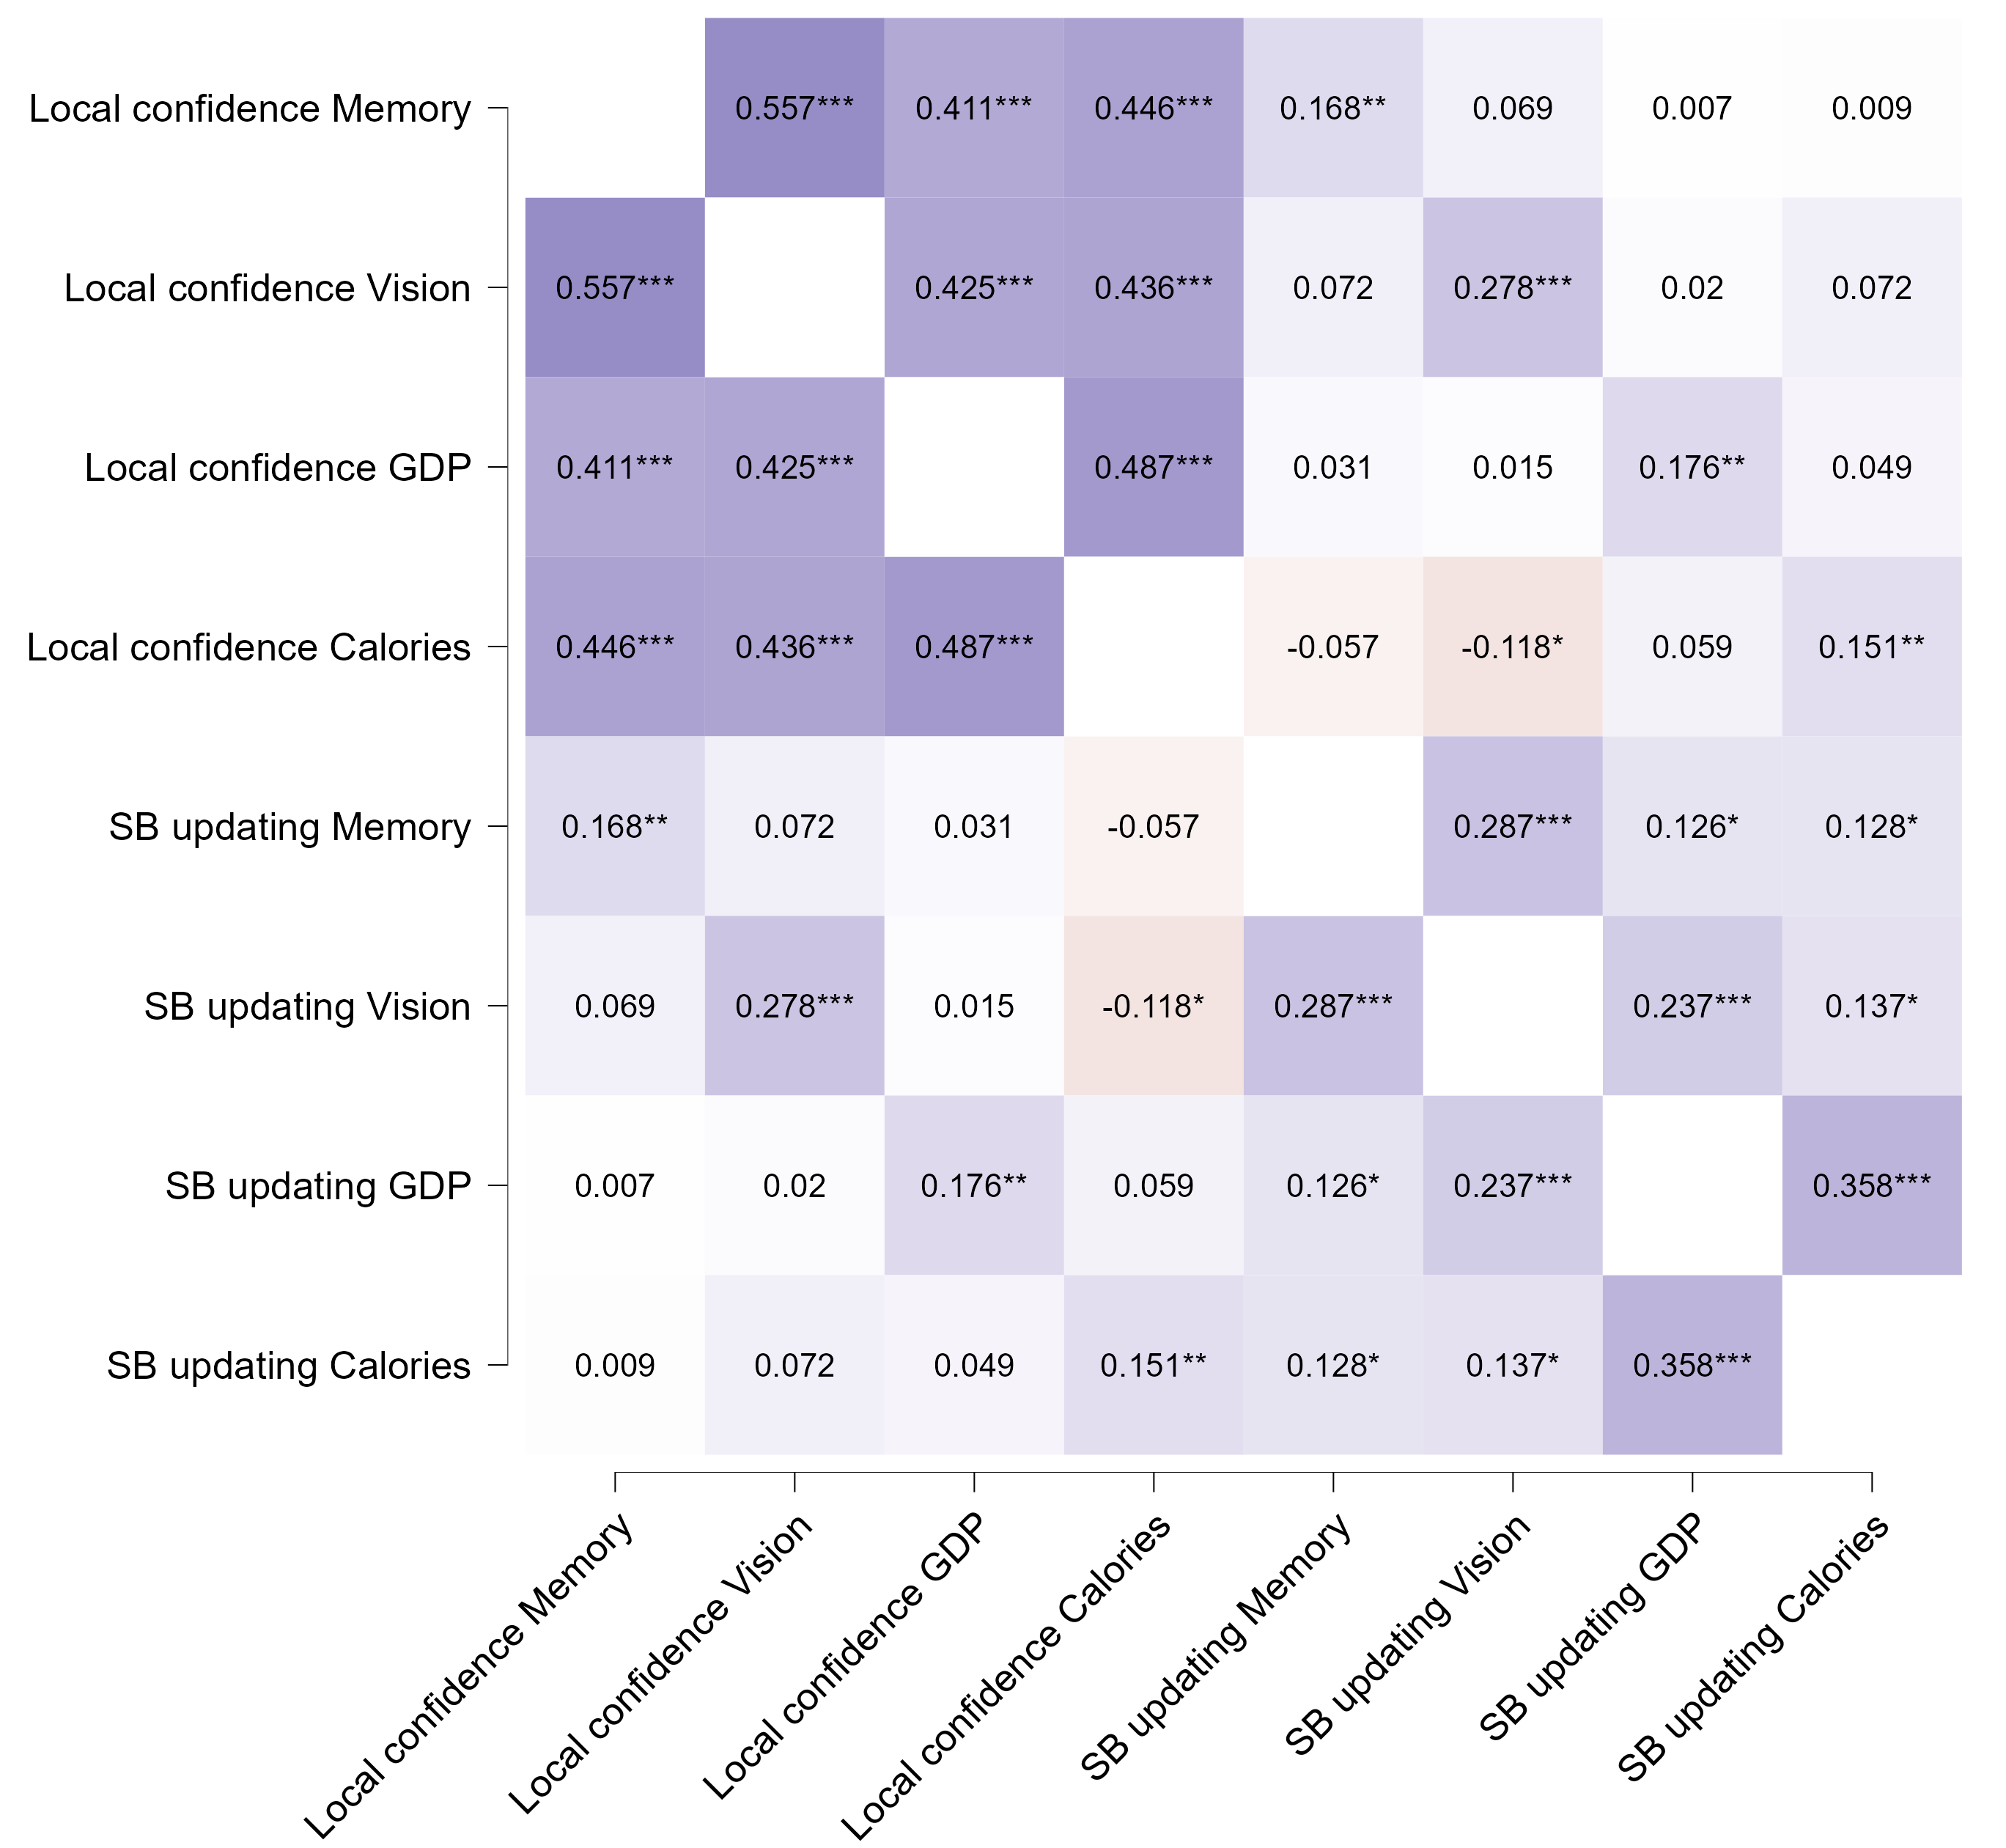 Local confidence Memory 0.557*** 0.411*** 0.446*** 0.168** 0.069 0.007 0.009
Local confidence Vision 0.557*** 0.425*** 0.436*** 0.072 0.278*** 0.02 0.072
Local confidence GDP 0.411*** 0.425*** 0.487*** 0.031 0.015 0.176** 0.049
Local confidence Calories 0.446*** 0.436*** 0.487*** -0.057 -0.118* 0.059 0.151**
SB updating Memory 0.168** 0.072 0.031 -0.057 0.287*** 0.126* 0.128*
SB updating Vision 0.069 0.278*** 0.015 -0.118* 0.287*** 0.237*** 0.137*
SB updating GDP 0.007 0.02 0.176** 0.059 0.126* 0.237*** 0.358***
SB updating Calories 0.009 0.072 0.049 0.151** 0.128* 0.137* 0.358***
Local confidence Memory
Local confidence Vision
Local confidence GDP
Local confidence Calories
SB updating Memory
SB updating Vision
SB updating GDP
SB updating Calories